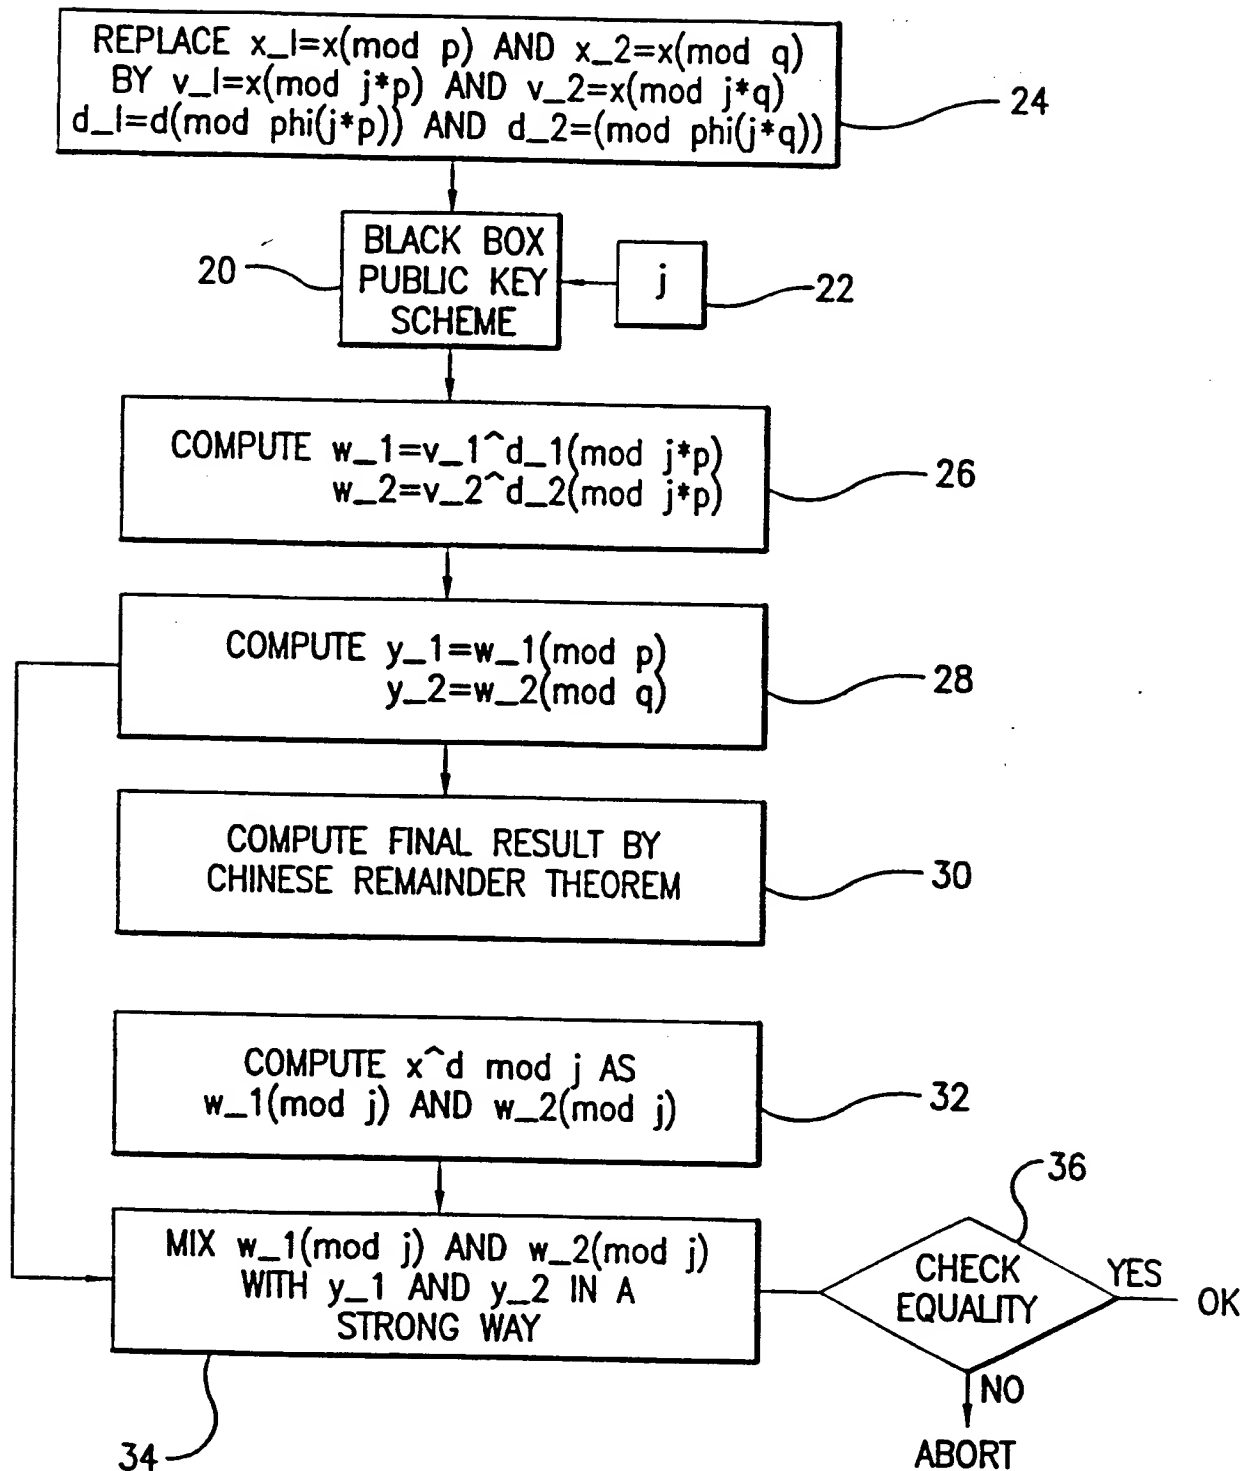 REPLACE x_1=x(mod p) AND x_2=x(mod q)
BY v_1=x(mod j*p) AND v_2=x(mod j*q)
d_1=d(mod phi(j*p)) AND d_2=(mod phi(j*q))
24
BLACK BOX
PUBLIC KEY
SCHEME
20
j
22
COMPUTE w_1=v_1^d_1(mod j*p)
w_2=v_2^d_2(mod j*p)
26
COMPUTE y_1=w_1(mod p)
y_2=w_2(mod q)
28
COMPUTE FINAL RESULT BY
CHINESE REMAINDER THEOREM
30
COMPUTE x^d mod j AS
w_1(mod j) AND w_2(mod j)
32
MIX w_1(mod j) AND w_2(mod j)
WITH y_1 AND y_2 IN A
STRONG WAY
34
36
CHECK
EQUALITY
YES
OK
NO
ABORT